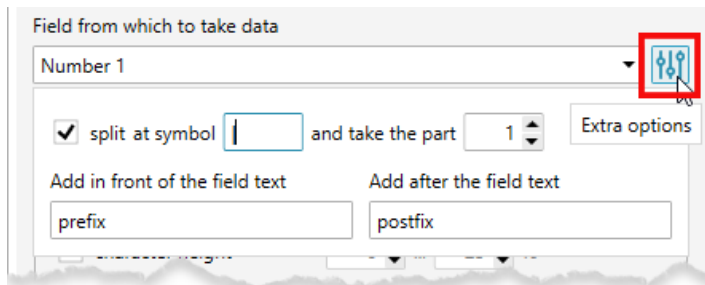 Field from which to take data
Number 1
split at symbol | and take the part 1
Extra options
Add in front of the field text Add after the field text
prefix postfix